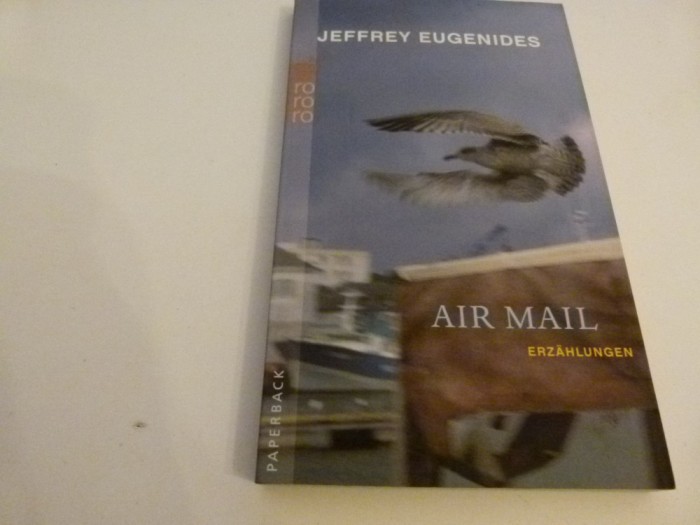 JEFFREY EUGENIDES
ro
ro
ro
AIR MAIL
ERZÄHLUNGEN
PAPERBACK